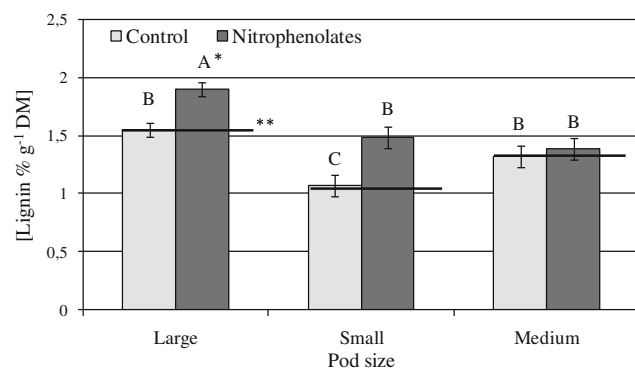 2,5
Control Nitrophenolates
A*
2
B
**
B
B B
1,5
C
1
0,5
0
[Lignin % g-1 DM]
Large Small Medium
Pod size